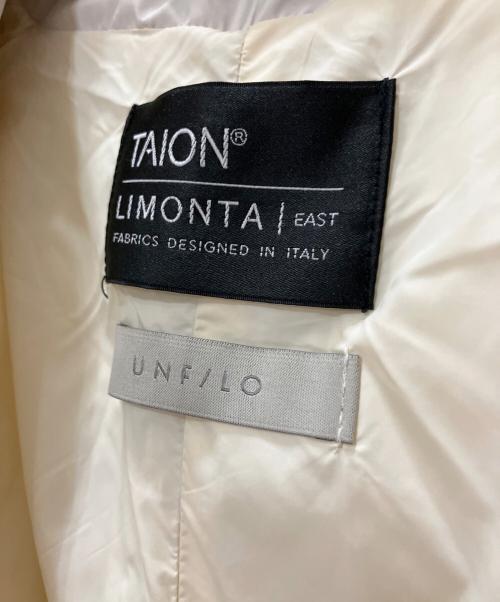 TAION®
LIMONTA | EAST
FABRICS DESIGNED IN ITALY
UNF/LO